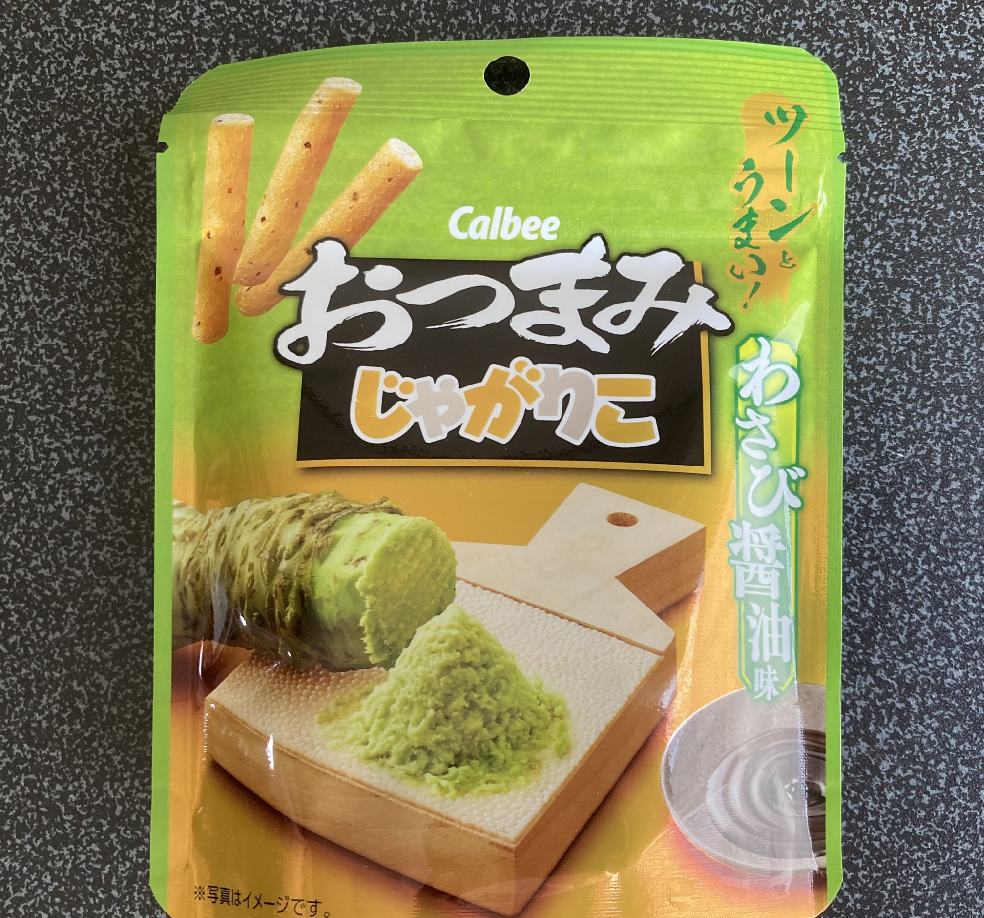 Calbee
おつまみ
じゃがりこ
ツーンと
うまい!
わさび醤油味
※写真はイメージです。